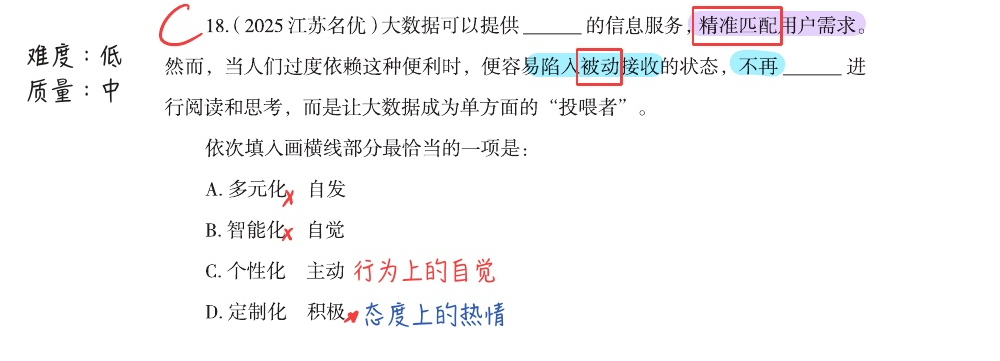 C 18.(2025 江苏名优)大数据可以提供______的信息服务,精准匹配用户需求。
难度：低
然而，当人们过度依赖这种便利时，便容易陷入被动接收的状态，不再______进
质量：中
行阅读和思考，而是让大数据成为单方面的“投喂者”。
依次填入画横线部分最恰当的一项是：
A. 多元化 自发
B. 智能化 自觉
C. 个性化 主动 行为上的自觉
D. 定制化 积极 态度上的热情